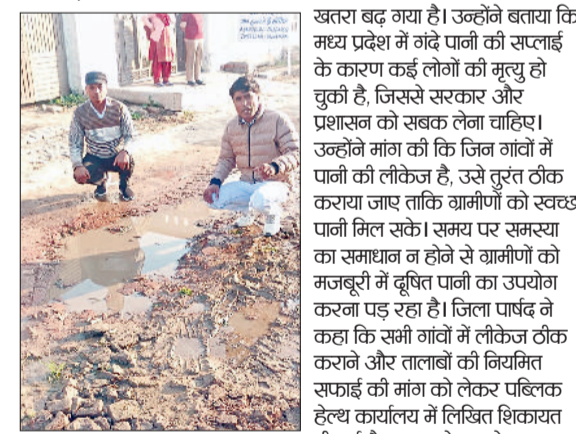 खतरा बढ़ गया है। उन्होंने बताया कि
मध्य प्रदेश में गंदे पानी की सप्लाई
के कारण कई लोगों की मृत्यु हो
चुकी है, जिससे सरकार और
प्रशासन को सबक लेना चाहिए।
उन्होंने मांग की कि जिन गांवों में
पानी की लीकेज है, उसे तुरंत ठीक
कराया जाए ताकि ग्रामीणों को स्वच्छ
पानी मिल सके। समय पर समस्या
का समाधान न होने से ग्रामीणों को
मजबूरी में दूषित पानी का उपयोग
करना पड़ रहा है। जिला पार्षद ने
कहा कि सभी गांवों में लीकेज ठीक
कराने और तालाबों की नियमित
सफाई की मांग को लेकर पब्लिक
हेल्थ कार्यालय में लिखित शिकायत